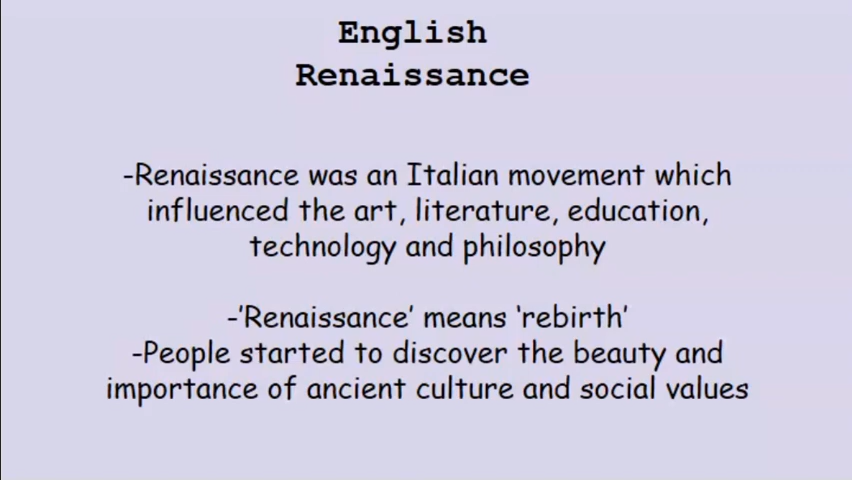 English
Renaissance
-Renaissance was an Italian movement which
influenced the art, literature, education,
technology and philosophy
-’Renaissance’ means ‘rebirth’
-People started to discover the beauty and
importance of ancient culture and social values